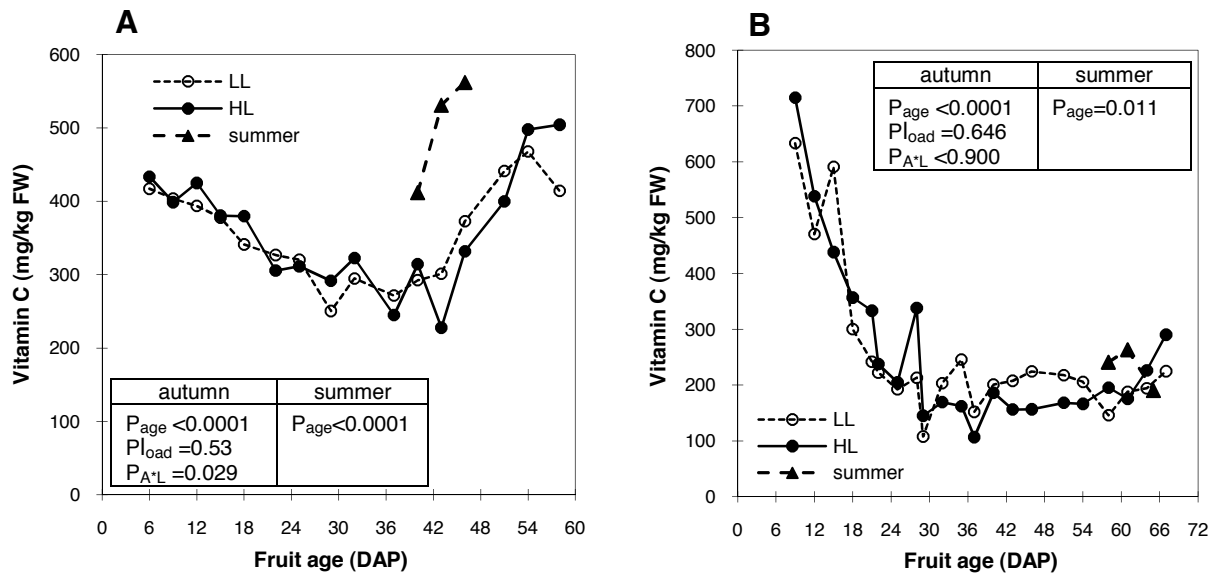 A
600
500
400
300
200
100
0
Vitamin C (mg/kg FW)
LL
HL
summer
autumn summer
Page <0.0001 Page<0.0001
PIoad =0.53
PA*L =0.029
0 6 12 18 24 30 36 42 48 54 60
Fruit age (DAP)
B
800
700
600
500
400
300
200
100
0
Vitamin C (mg/kg FW)
autumn summer
Page <0.0001 Page=0.011
PIoad =0.646
PA*L <0.900
LL
HL
summer
0 6 12 18 24 30 36 42 48 54 60 66 72
Fruit age (DAP)